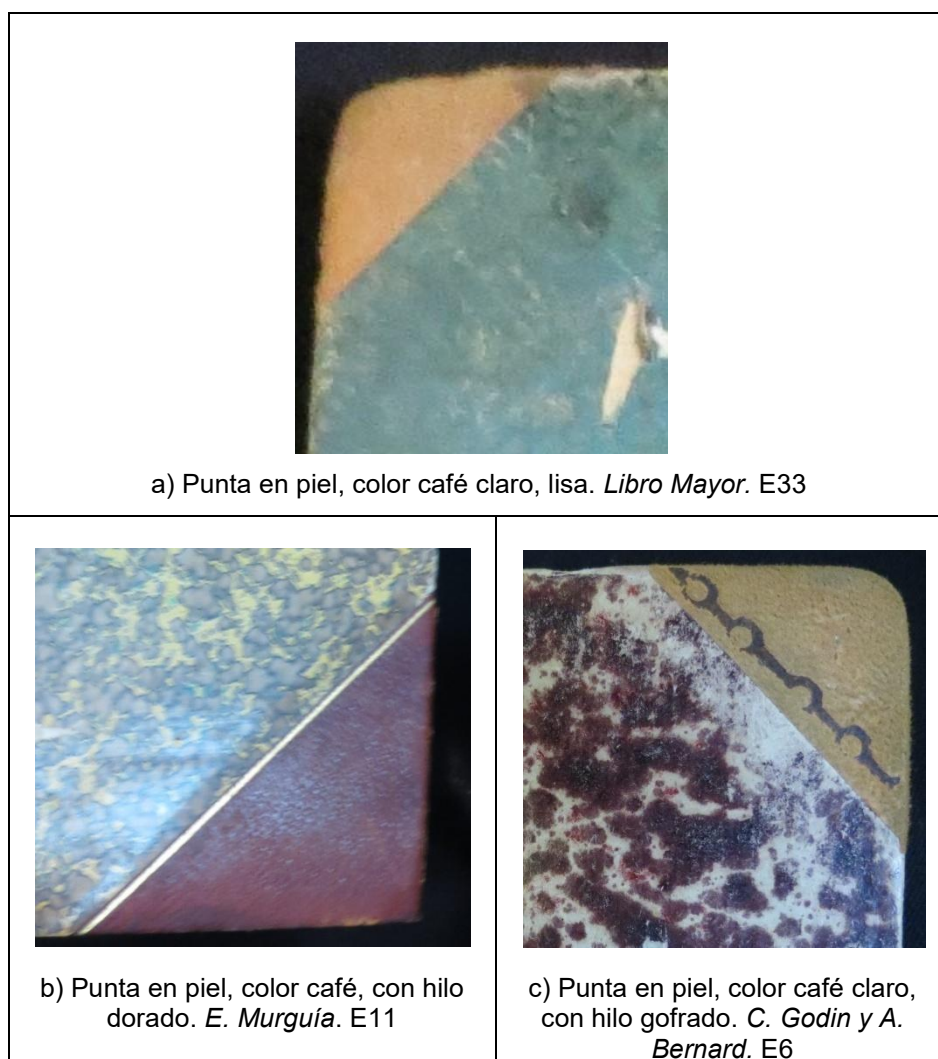 a) Punta en piel, color café claro, lisa. Libro Mayor. E33
b) Punta en piel, color café, con hilo
dorado. E. Murguía. E11
c) Punta en piel, color café claro,
con hilo gofrado. C. Godin y A.
Bernard. E6